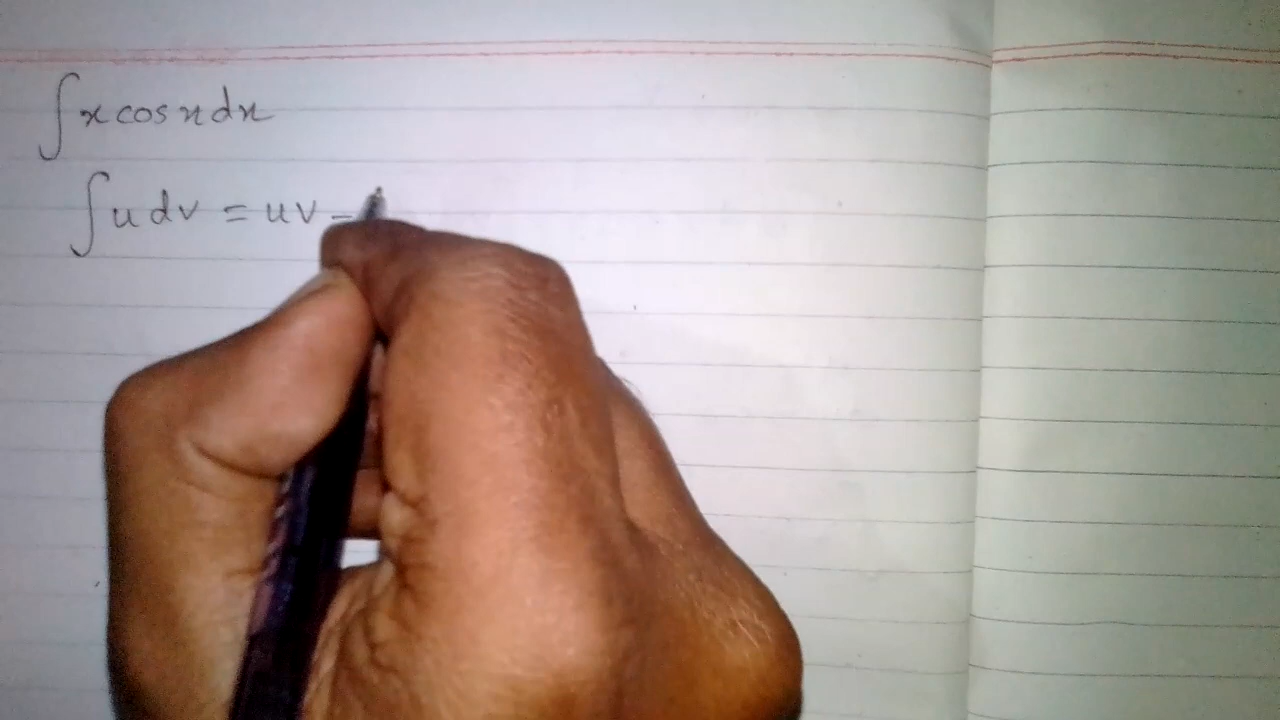 ∫x cos x dx
∫u dv = uv -